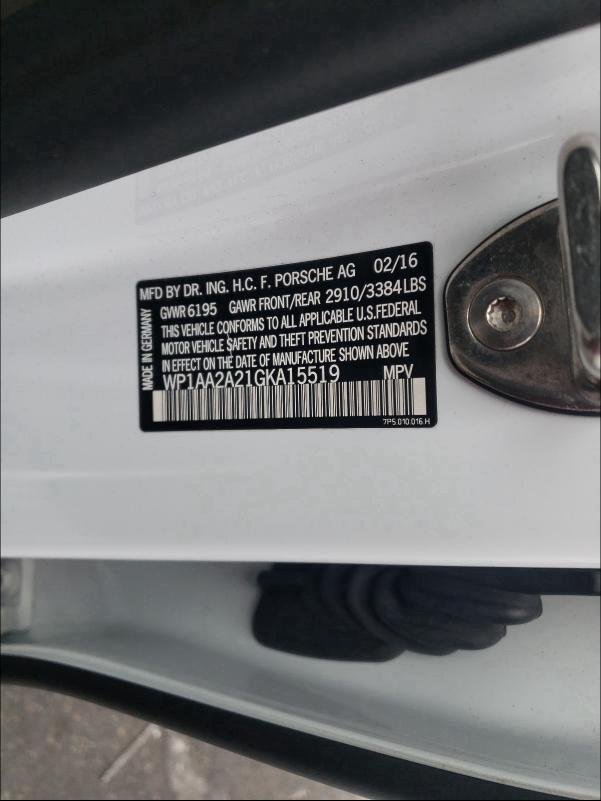 MFD BY DR. ING. H.C. F. PORSCHE AG 02/16
MADE IN GERMANY
GVWR 6195 GAWR FRONT/REAR 2910/3384LBS
THIS VEHICLE CONFORMS TO ALL APPLICABLE U.S.FEDERAL
MOTOR VEHICLE SAFETY AND THEFT PREVENTION STANDARDS
IN EFFECT ON THE DATE OF MANUFACTURE SHOWN ABOVE
WP1AA2A21GKA15519 MPV
7P5.010.016 H